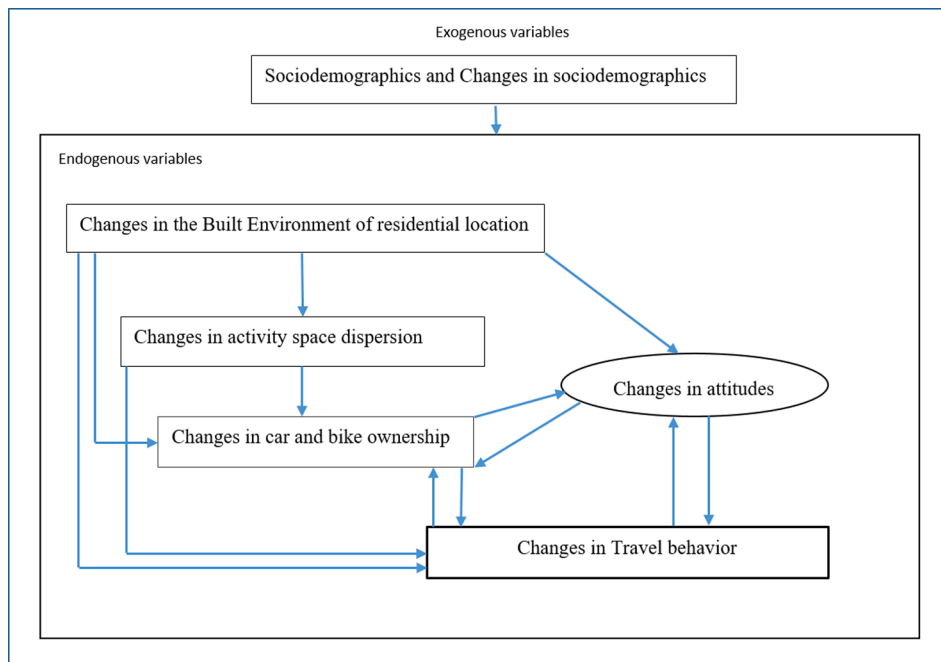 Exogenous variables
Sociodemographics and Changes in sociodemographics
Endogenous variables
Changes in the Built Environment of residential location
Changes in activity space dispersion
Changes in attitudes
Changes in car and bike ownership
Changes in Travel behavior